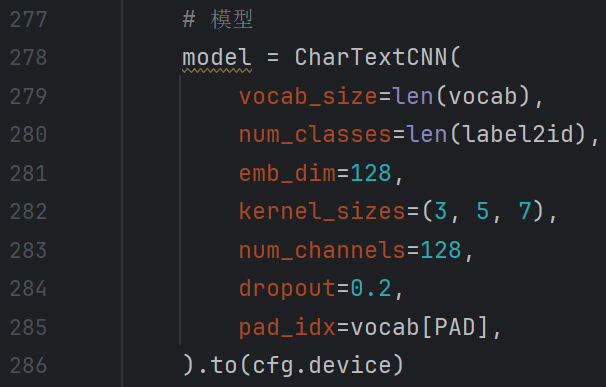 277 # 模型
278 model = CharTextCNN(
279 vocab_size=len(vocab),
280 num_classes=len(label2id),
281 emb_dim=128,
282 kernel_sizes=(3, 5, 7),
283 num_channels=128,
284 dropout=0.2,
285 pad_idx=vocab[PAD],
286 ).to(cfg.device)